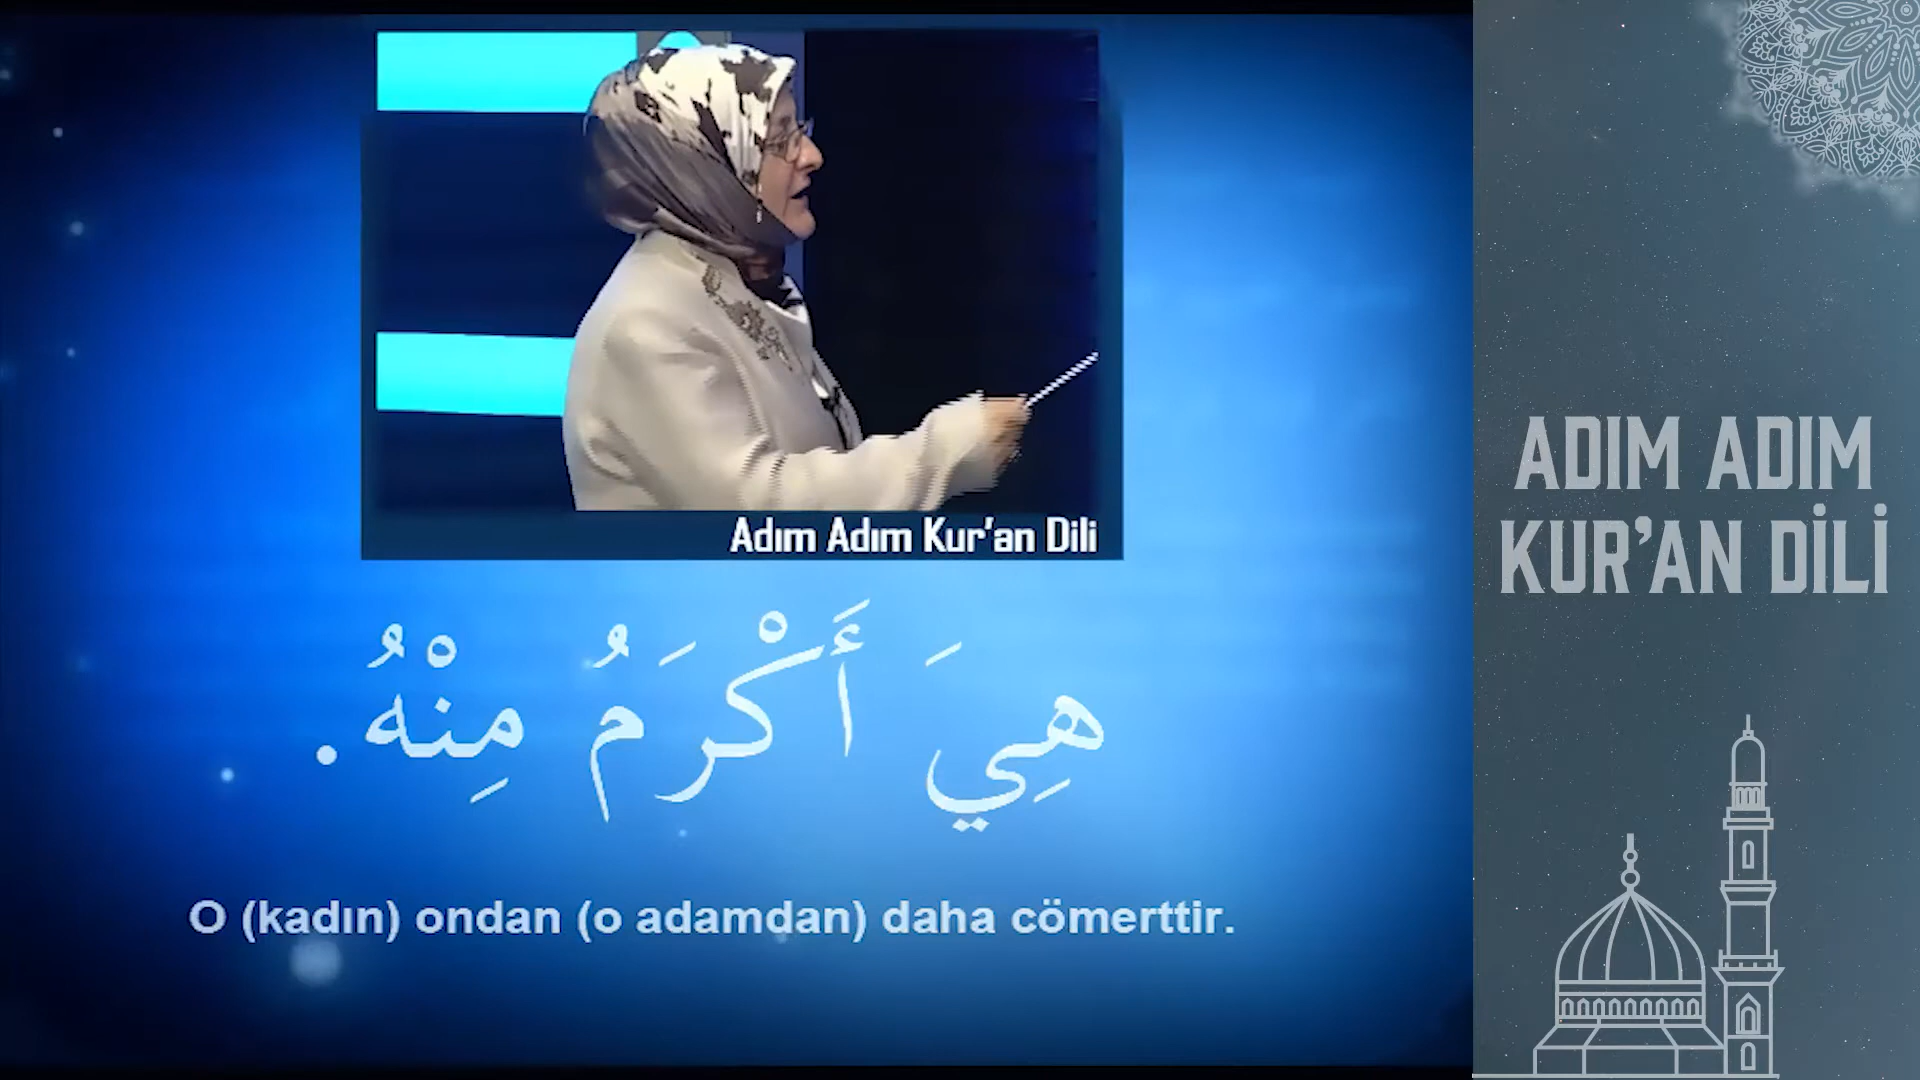 Adım Adım Kur'an Dili
هِيَ أَكْرَمُ مِنْهُ.
O (kadın) ondan (o adamdan) daha cömerttir.
ADIM ADIM
KUR'AN DİLİ